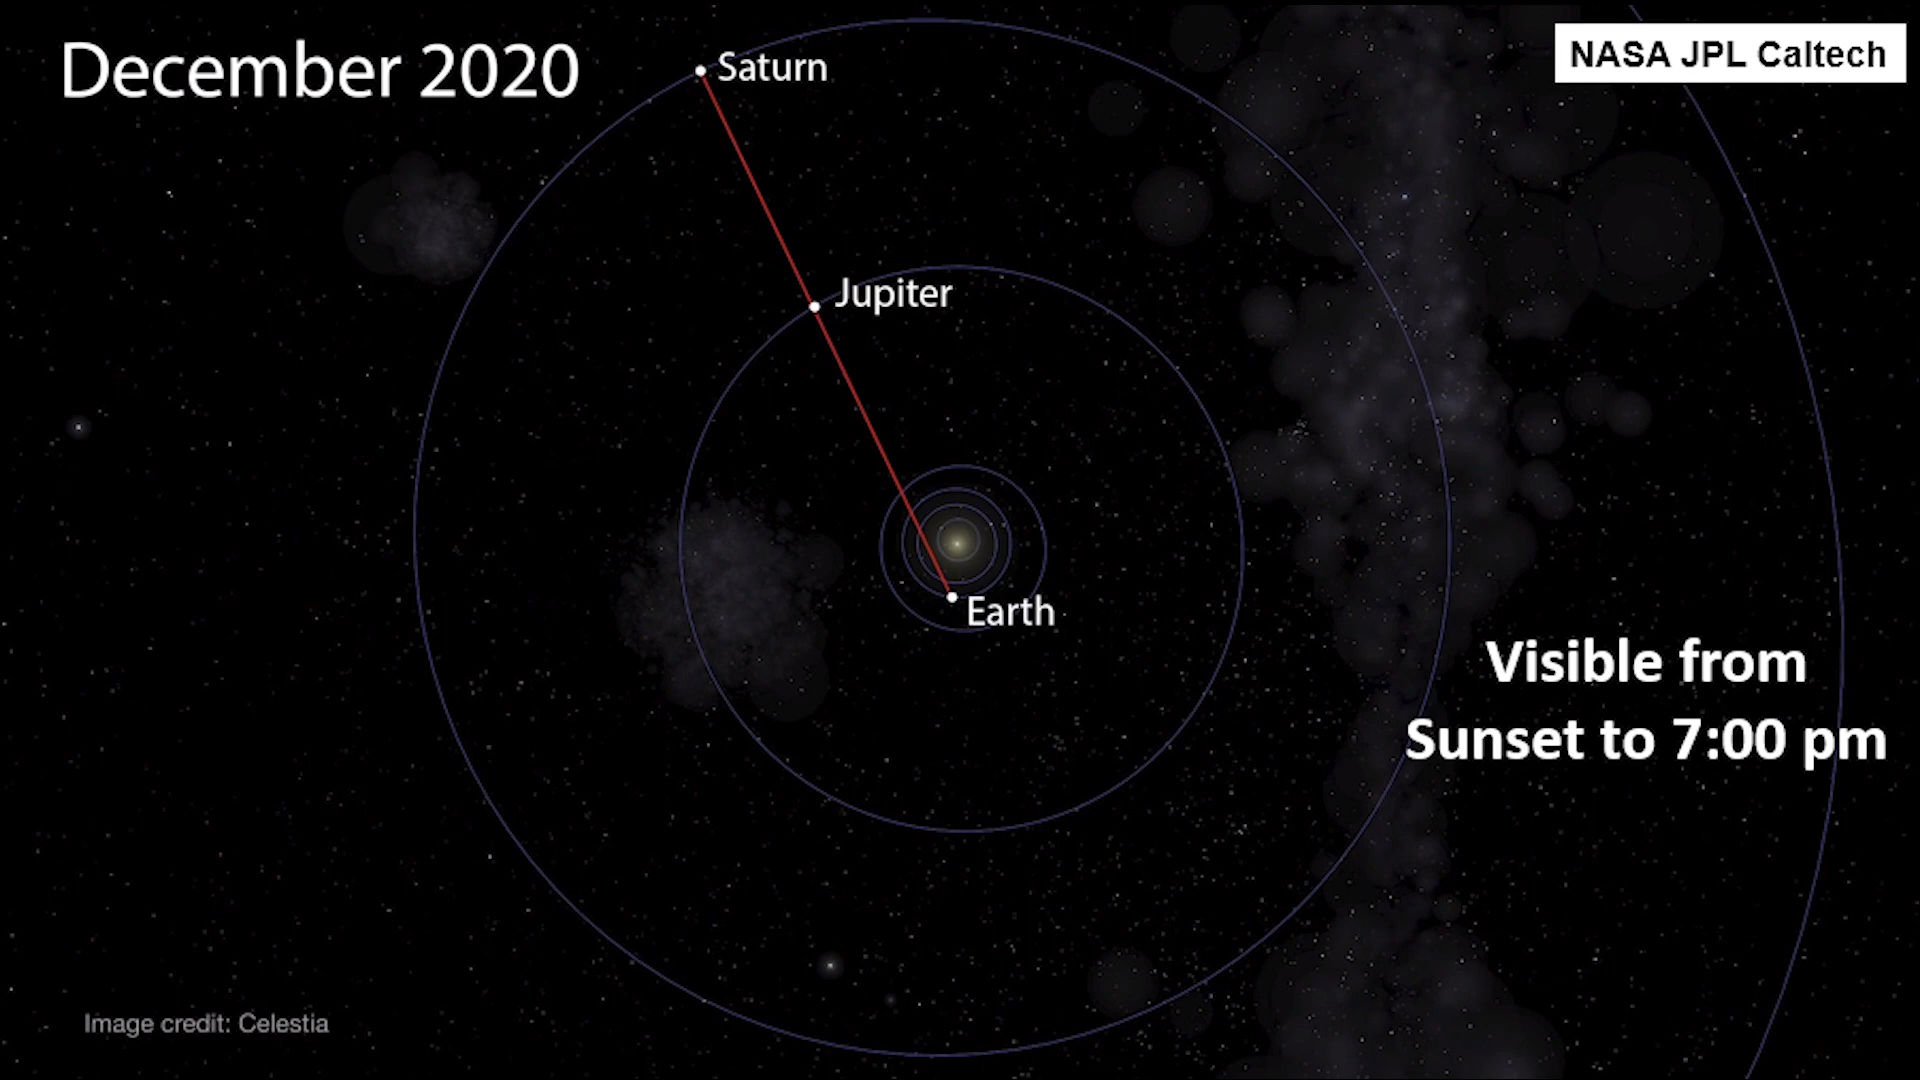 December 2020
Saturn
NASA JPL Caltech
Jupiter
Earth
Visible from
Sunset to 7:00 pm
Image credit: Celestia